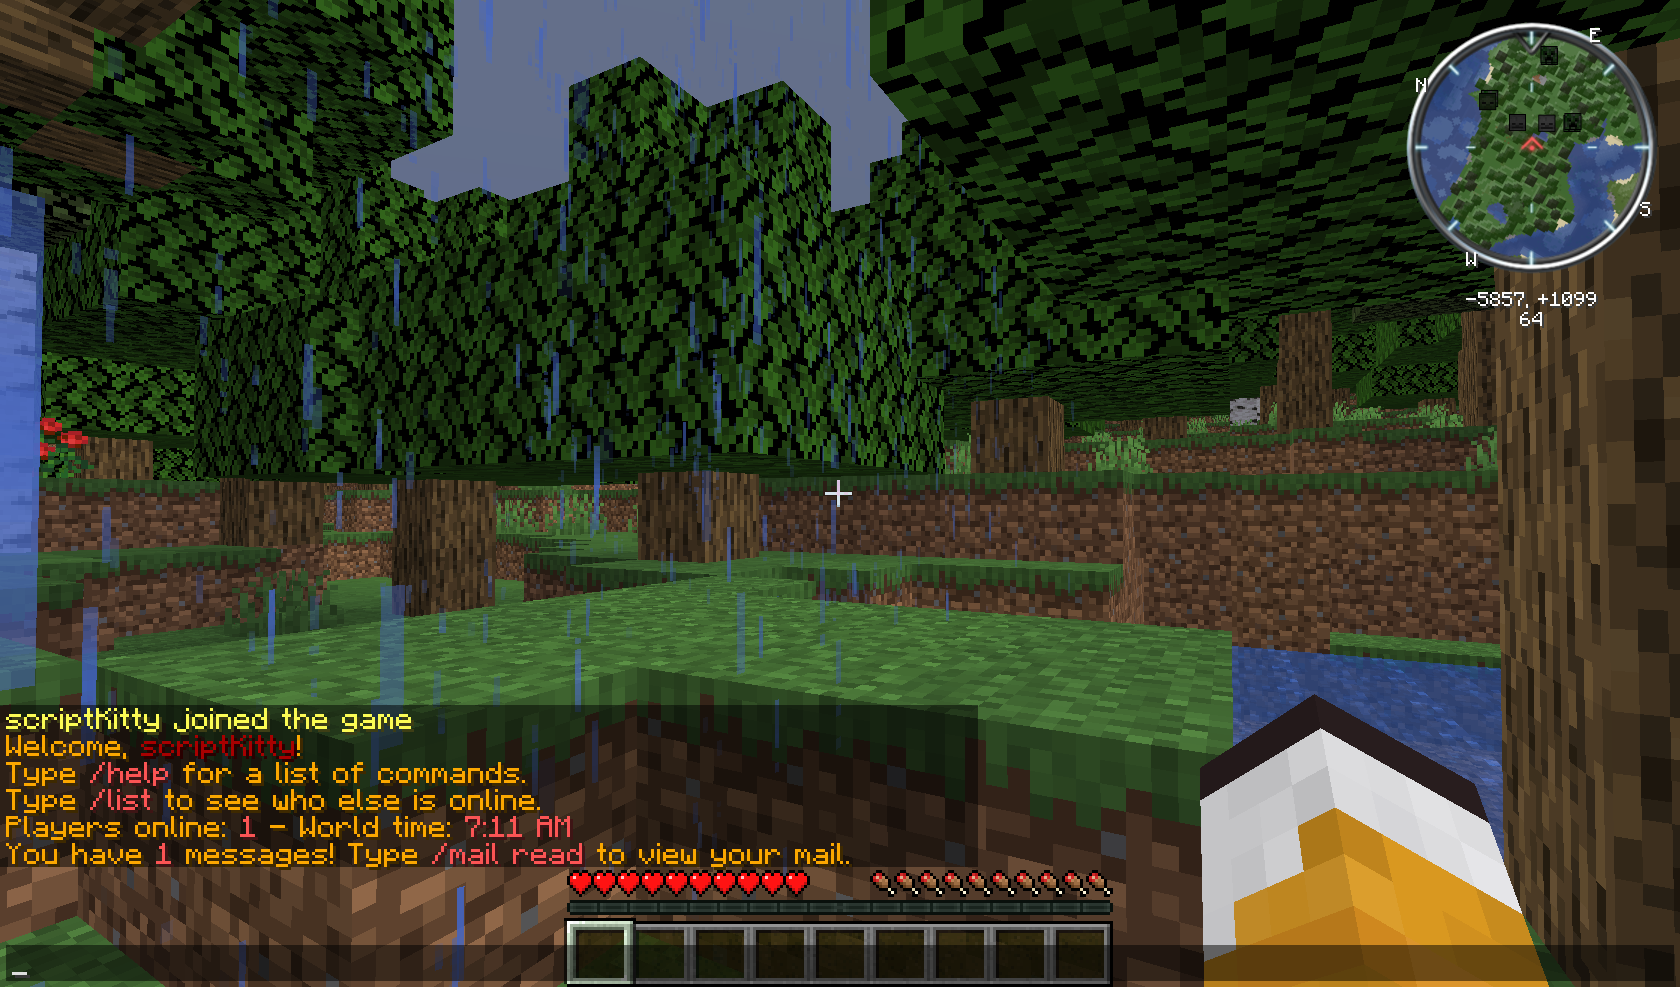 E
N
S
W
-5857, +1099
64
scriptKitty joined the game
Welcome, scriptKitty!
Type /help for a list of commands.
Type /list to see who else is online.
Players online: 1 - World time: 7:11 AM
You have 1 messages! Type /mail read to view your mail.
_